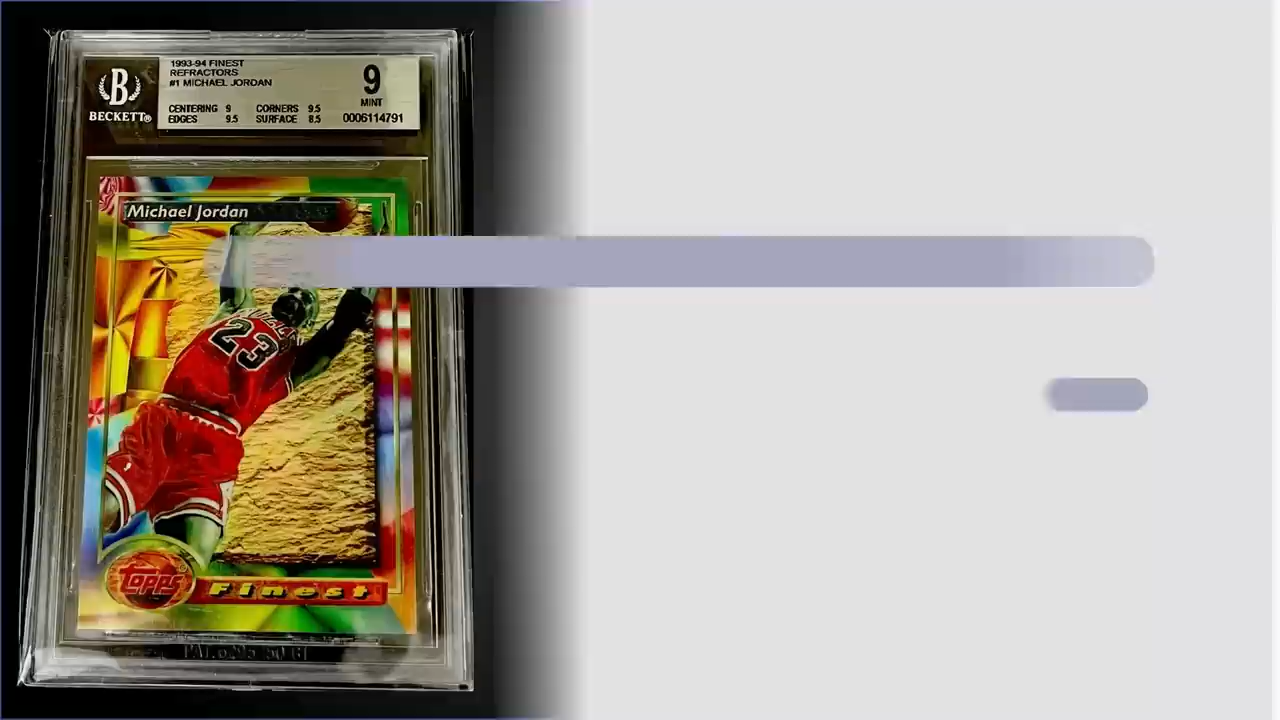 1993-94 FINEST
REFRACTORS
#1 MICHAEL JORDAN
9
MINT
CENTERING 9 CORNERS 9.5
EDGES 9.5 SURFACE 8.5
0006114791
B
BECKETT®
Michael Jordan
23
Topps
Finest